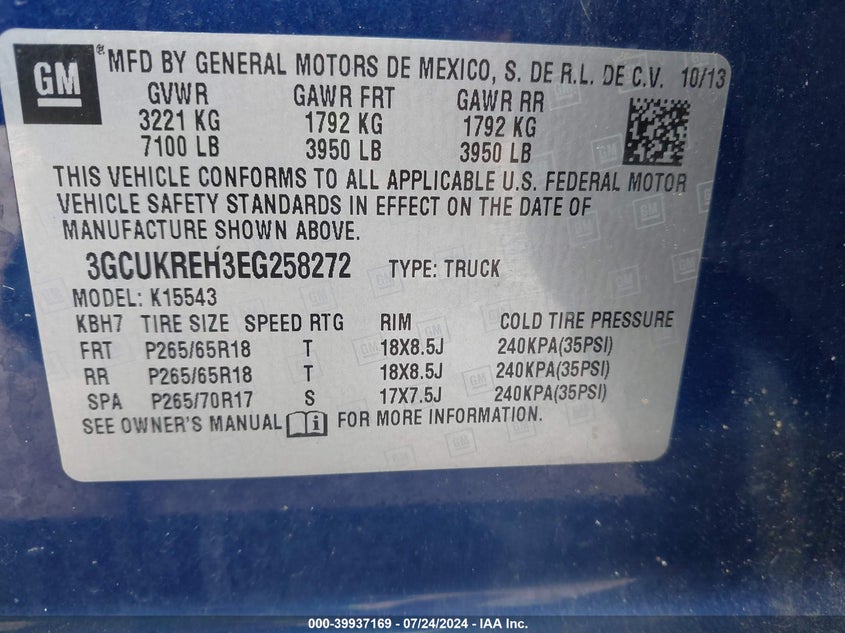 GM ® MFD BY GENERAL MOTORS DE MEXICO, S. DE R.L. DE C.V. 10/13
GVWR GAWR FRT GAWR RR
3221 KG 1792 KG 1792 KG
7100 LB 3950 LB 3950 LB
THIS VEHICLE CONFORMS TO ALL APPLICABLE U.S. FEDERAL MOTOR
VEHICLE SAFETY STANDARDS IN EFFECT ON THE DATE OF
MANUFACTURE SHOWN ABOVE.
3GCUKREH3EG258272 TYPE: TRUCK
MODEL: K15543
KBH7 TIRE SIZE SPEED RTG RIM COLD TIRE PRESSURE
FRT P265/65R18 T 18X8.5J 240KPA(35PSI)
RR P265/65R18 T 18X8.5J 240KPA(35PSI)
SPA P265/70R17 S 17X7.5J 240KPA(35PSI)
SEE OWNER'S MANUAL i FOR MORE INFORMATION.
000-39937169 - 07/24/2024 - IAA Inc.